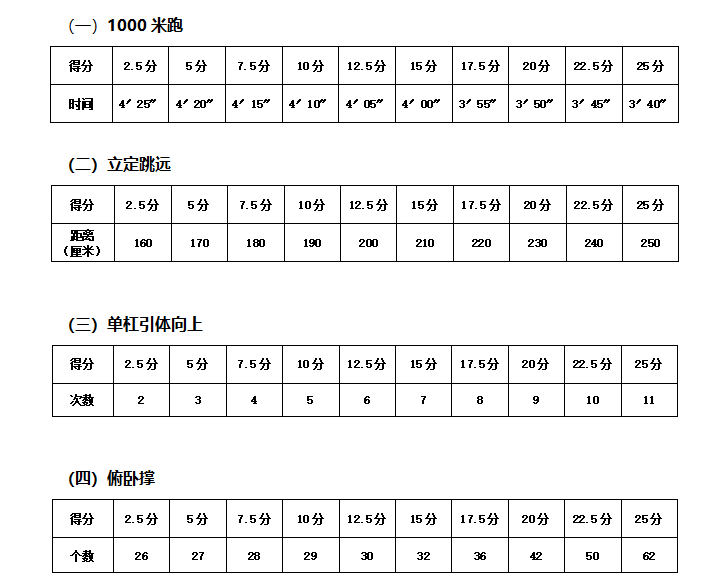 （一）1000 米跑
得分 2.5分 5分 7.5分 10分 12.5分 15分 17.5分 20分 22.5分 25分
时间 4′25″ 4′20″ 4′15″ 4′10″ 4′05″ 4′00″ 3′55″ 3′50″ 3′45″ 3′40″
（二）立定跳远
得分 2.5分 5分 7.5分 10分 12.5分 15分 17.5分 20分 22.5分 25分
距离
（厘米） 160 170 180 190 200 210 220 230 240 250
（三）单杠引体向上
得分 2.5分 5分 7.5分 10分 12.5分 15分 17.5分 20分 22.5分 25分
次数 2 3 4 5 6 7 8 9 10 11
（四）俯卧撑
得分 2.5分 5分 7.5分 10分 12.5分 15分 17.5分 20分 22.5分 25分
个数 26 27 28 29 30 32 36 42 50 62